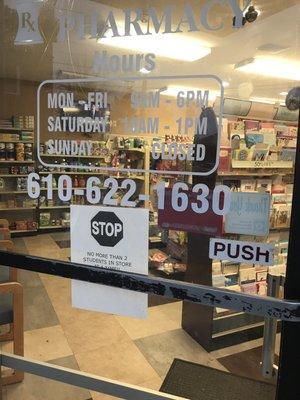 Rx PHARMACY
Hours
MON - FRI 9AM - 6PM
SATURDAY 10AM - 1PM
SUNDAY CLOSED
610-622-1630
STOP
NO MORE THAN 2
STUDENTS IN STORE
PUSH